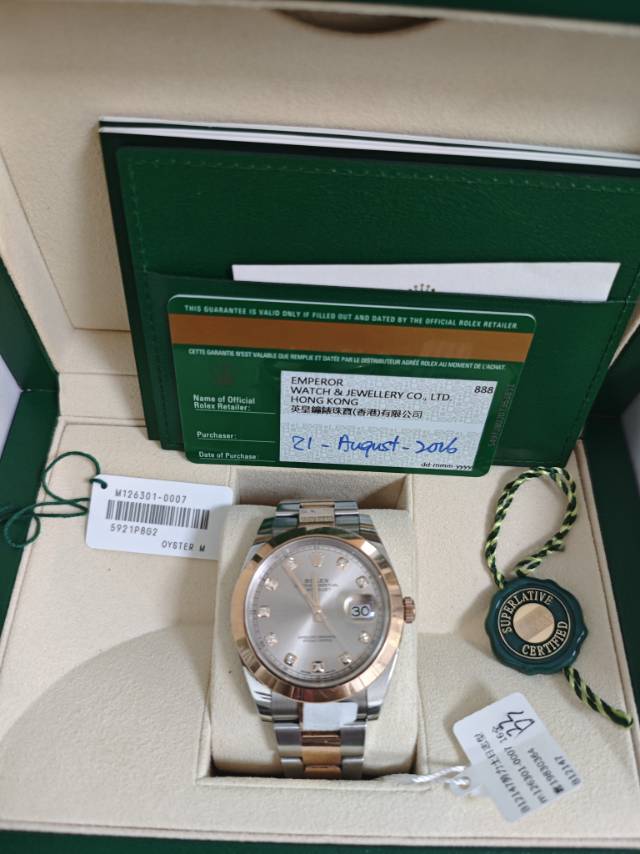 THIS GUARANTEE IS VALID ONLY IF FILLED OUT AND DATED BY THE OFFICIAL ROLEX RETAILER.
CETTE GARANTIE N'EST VALABLE QUE REMPLIE ET DATÉE PAR LE DISTRIBUTEUR AGRÉÉ ROLEX AU MOMENT DE L'ACHAT.
Name of Official
Rolex Retailer:
EMPEROR 888
WATCH & JEWELLERY CO., LTD.
HONG KONG
英皇鐘錶珠寶(香港)有限公司
Purchaser:
21 - August - 2016
Date of Purchase
dd mmm yyyy
M126301-0007
5921P8G2
OYSTER M
ROLEX
30
SUPERLATIVE
CERTIFIED
B12147